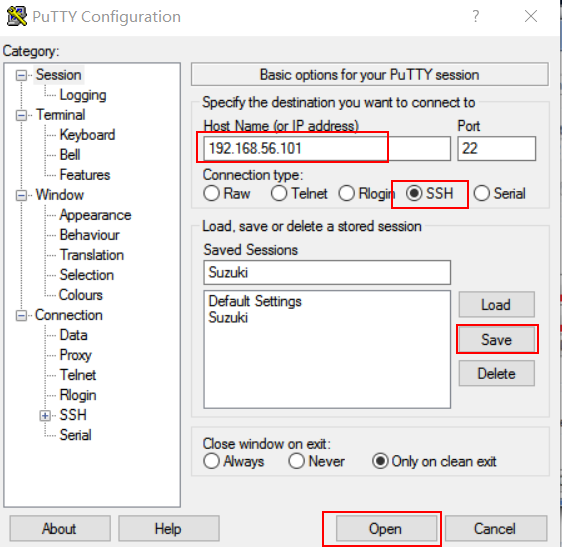 PuTTY Configuration
Category:
Session
Logging
Terminal
Keyboard
Bell
Features
Window
Appearance
Behaviour
Translation
Selection
Colours
Connection
Data
Proxy
Telnet
Rlogin
SSH
Serial
Basic options for your PuTTY session
Specify the destination you want to connect to
Host Name (or IP address) Port
192.168.56.101 22
Connection type:
Raw Telnet Rlogin SSH Serial
Load, save or delete a stored session
Saved Sessions
Suzuki
Default Settings
Suzuki
Load
Save
Delete
Close window on exit:
Always Never Only on clean exit
About Help Open Cancel